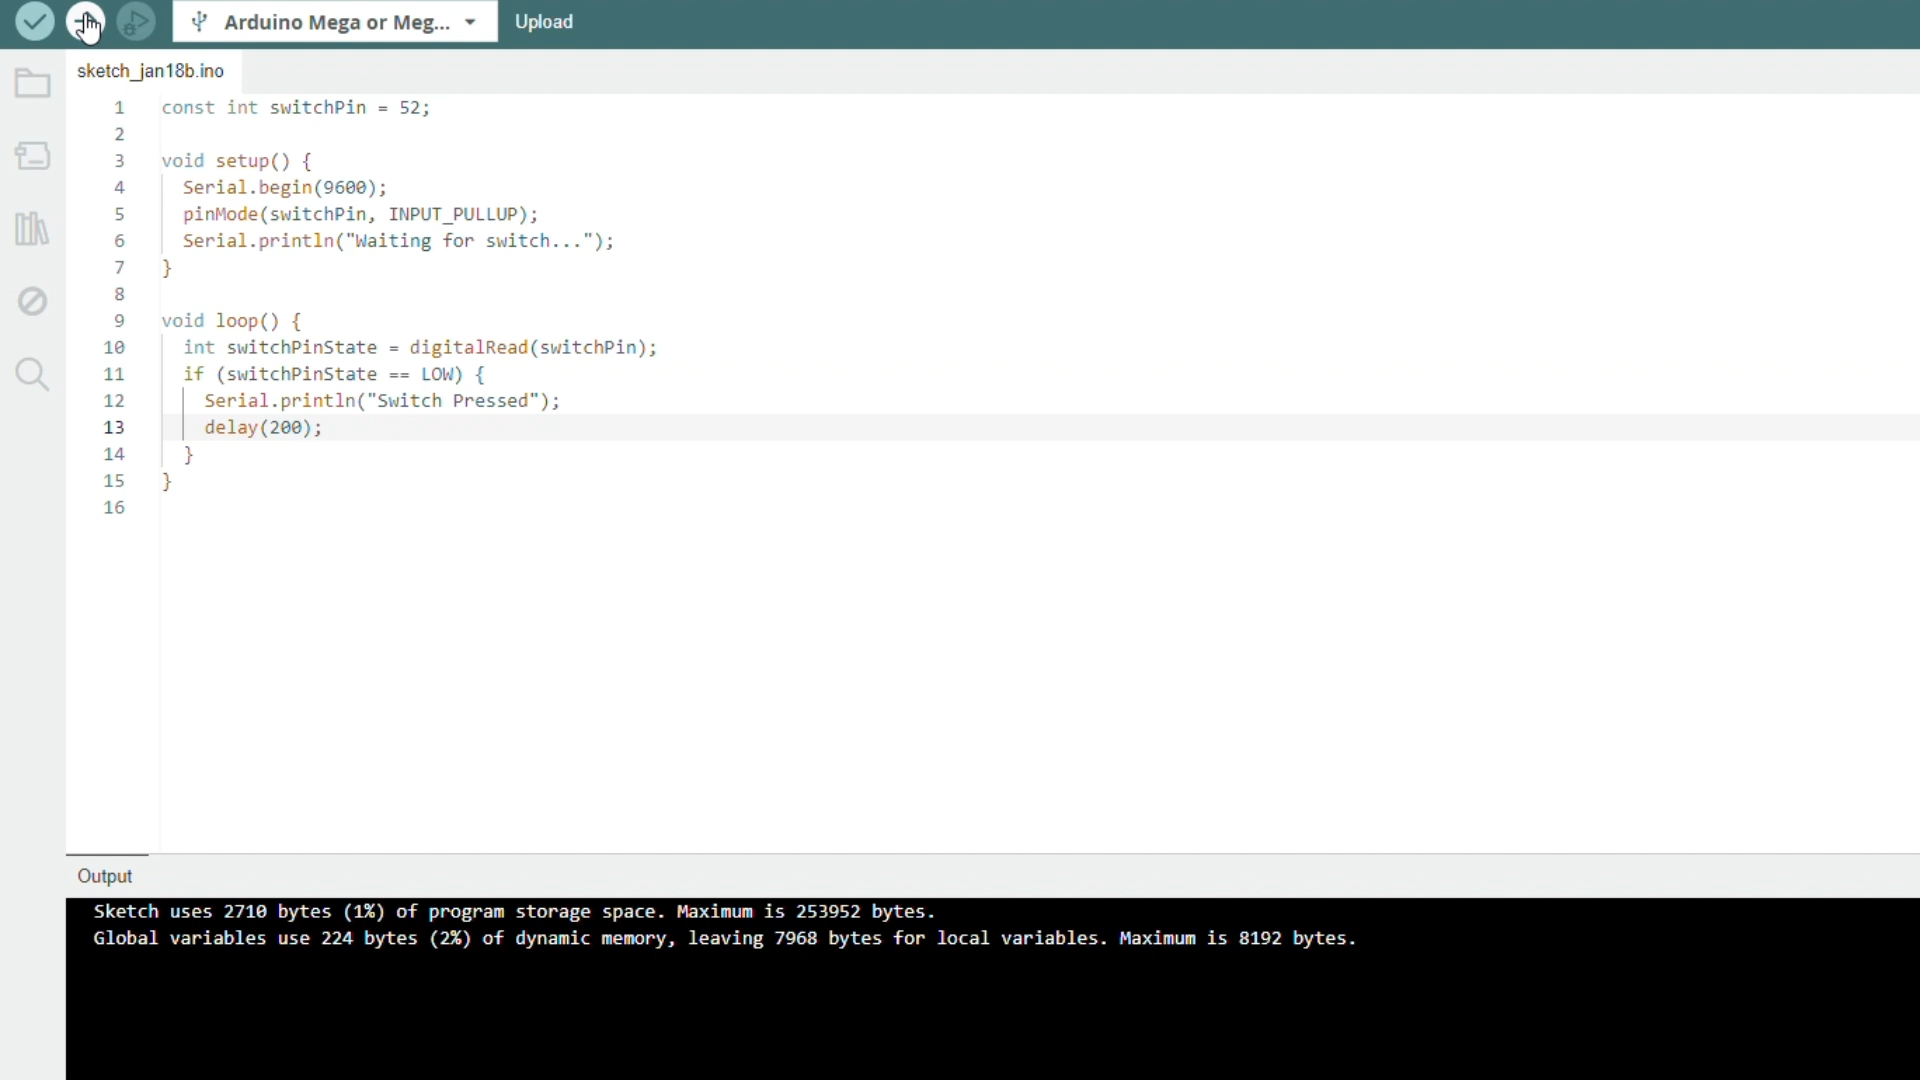 Arduino Mega or Meg... Upload
sketch_jan18b.ino
1 const int switchPin = 52;
2
3 void setup() {
4 Serial.begin(9600);
5 pinMode(switchPin, INPUT_PULLUP);
6 Serial.println("Waiting for switch...");
7 }
8
9 void loop() {
10 int switchPinState = digitalRead(switchPin);
11 if (switchPinState == LOW) {
12 Serial.println("Switch Pressed");
13 delay(200);
14 }
15 }
16
Output
Sketch uses 2710 bytes (1%) of program storage space. Maximum is 253952 bytes.
Global variables use 224 bytes (2%) of dynamic memory, leaving 7968 bytes for local variables. Maximum is 8192 bytes.